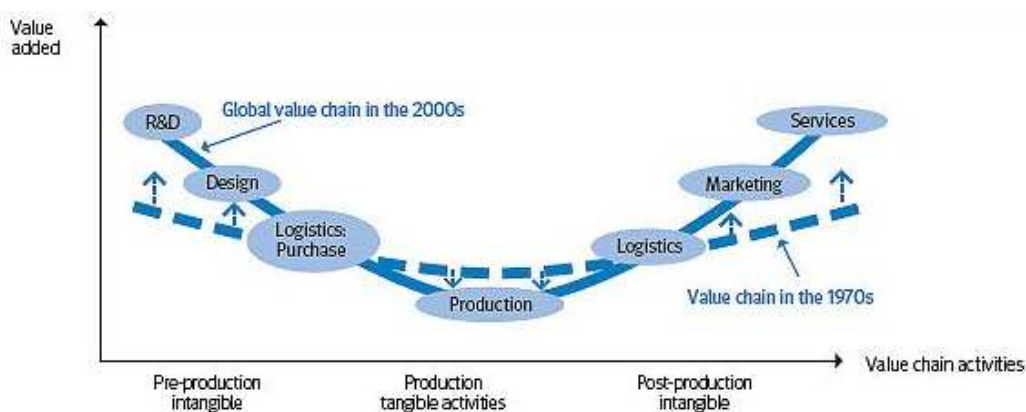 Value
added
R&D
Global value chain in the 2000s
Services
Design
Marketing
Logistics:
Purchase
Logistics
Production
Value chain in the 1970s
Value chain activities
Pre-production
intangible
Production
tangible activities
Post-production
intangible